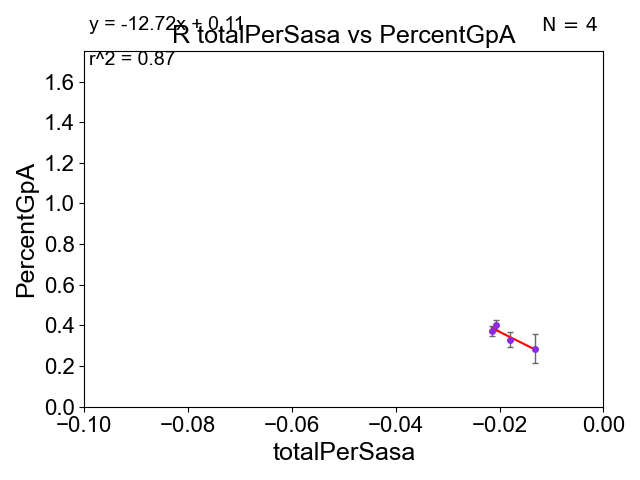 y = -12.72x + 0.11
N = 4
R totalPerSasa vs PercentGpA
r^2 = 0.87
1.6
1.4
1.2
1.0
0.8
0.6
0.4
0.2
0.0
PercentGpA
−0.10
−0.08
−0.06
−0.04
−0.02
0.00
totalPerSasa